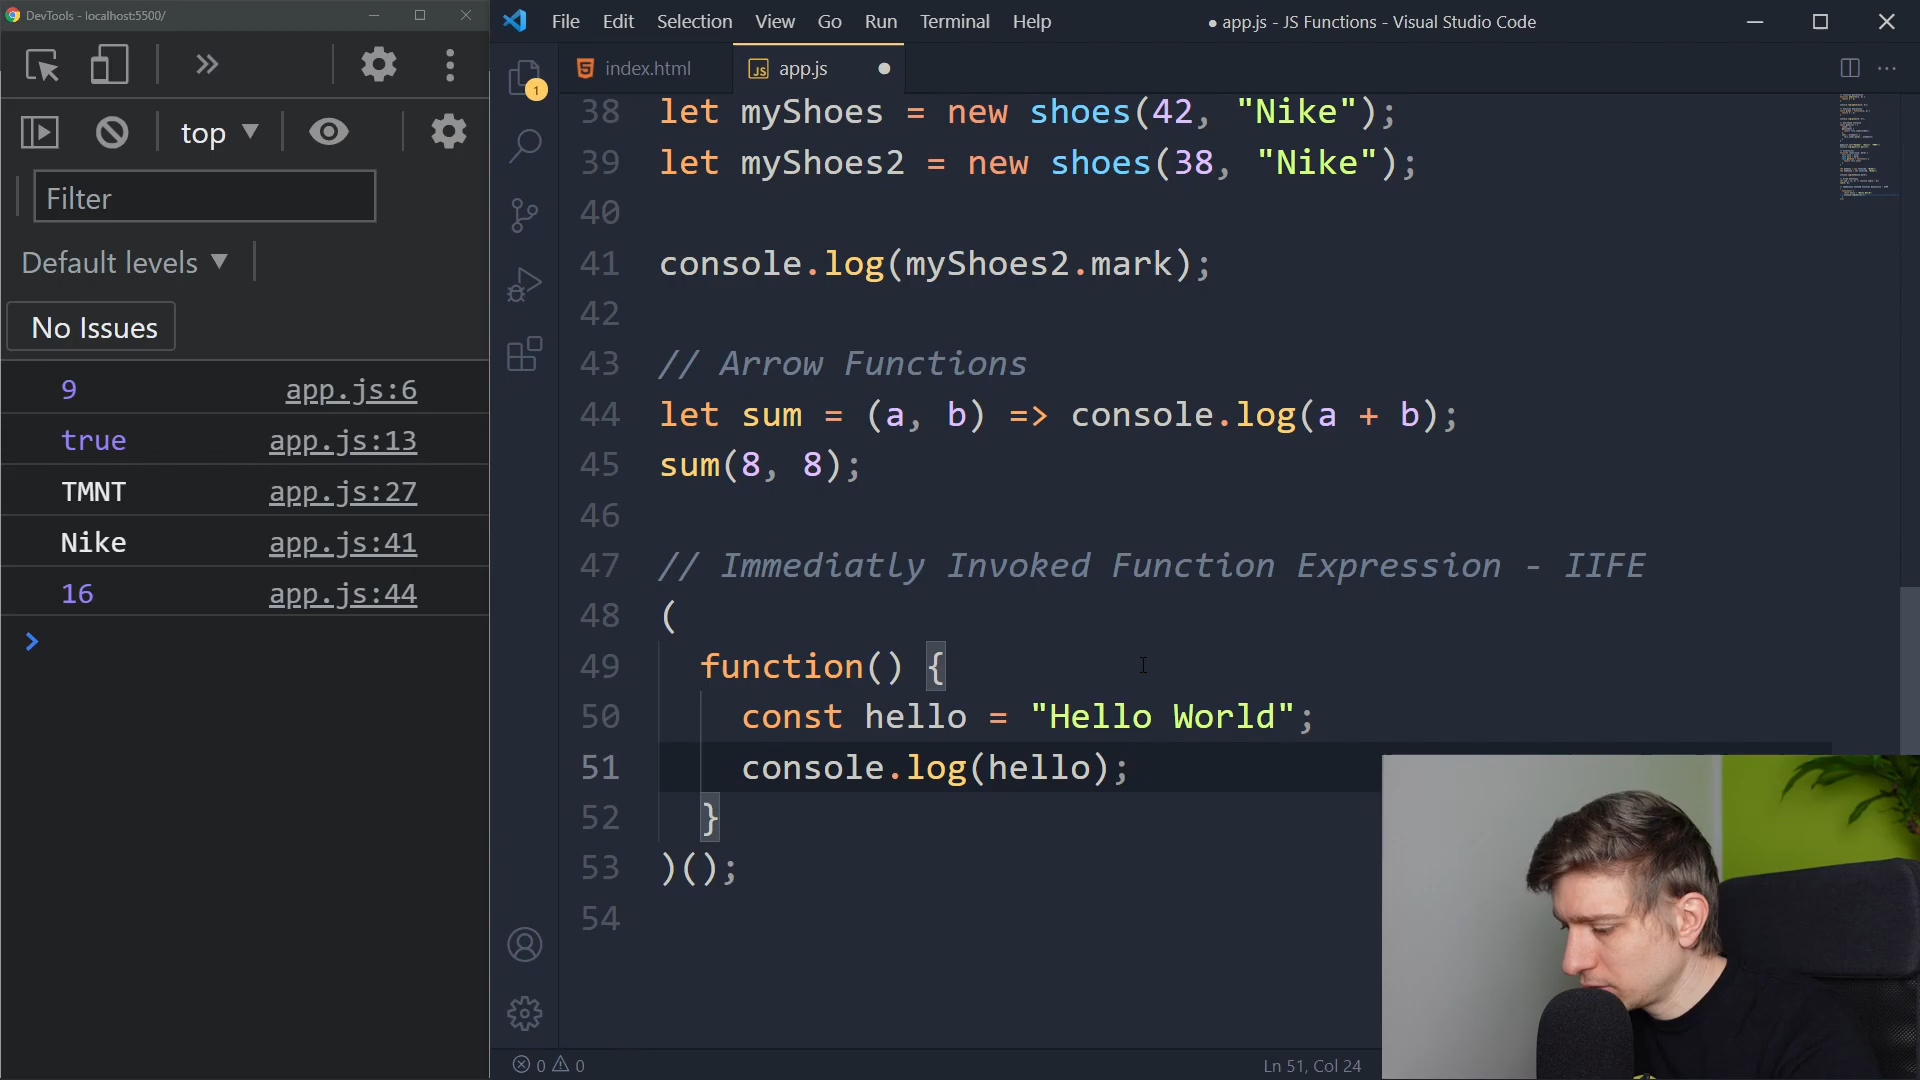 DevTools - localhost:5500/
top
Filter
Default levels
No Issues
9 app.js:6
true app.js:13
TMNT app.js:27
Nike app.js:41
16 app.js:44
File Edit Selection View Go Run Terminal Help
● app.js - JS Functions - Visual Studio Code
index.html
JS app.js
1
38 let myShoes = new shoes(42, "Nike");
39 let myShoes2 = new shoes(38, "Nike");
40
41 console.log(myShoes2.mark);
42
43 // Arrow Functions
44 let sum = (a, b) => console.log(a + b);
45 sum(8, 8);
46
47 // Immediatly Invoked Function Expression - IIFE
48 (
49 function() {
50 const hello = "Hello World";
51 console.log(hello);
52 }
53 )();
54
0 0
Ln 51, Col 24